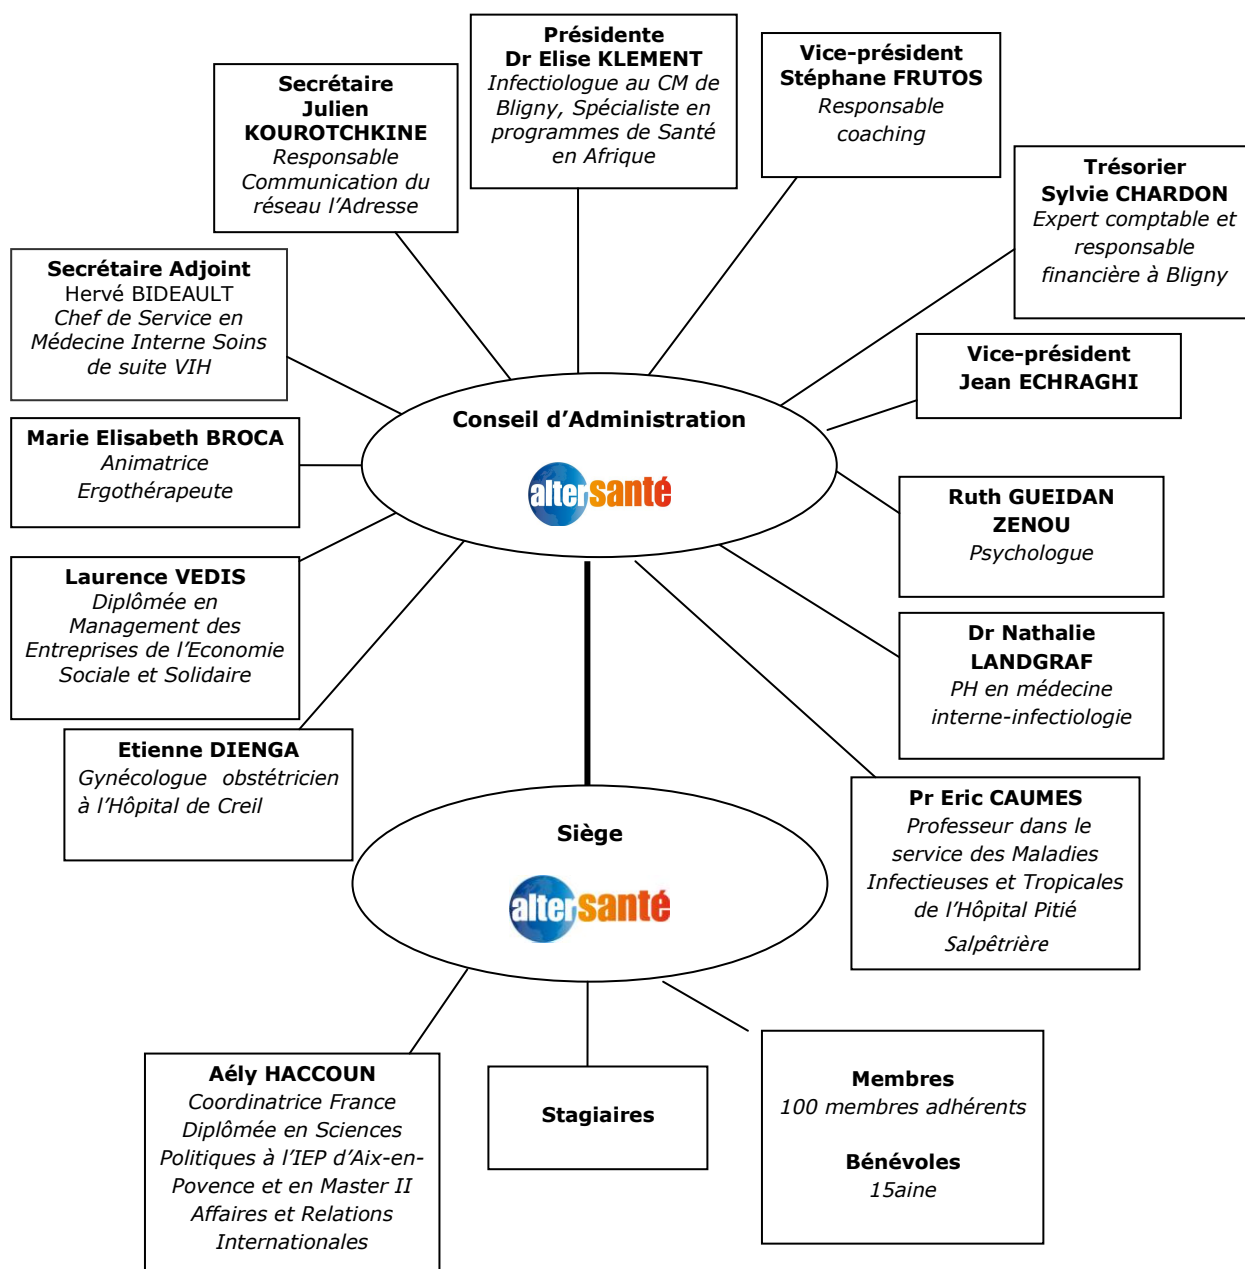 Présidente
Dr Elise KLEMENT
Infectiologue au CM de
Bligny, Spécialiste en
programmes de Santé
en Afrique
Vice-président
Stéphane FRUTOS
Responsable
coaching
Secrétaire
Julien
KOUROTCHKINE
Responsable
Communication du
réseau l’Adresse
Trésorier
Sylvie CHARDON
Expert comptable et
responsable
financière à Bligny
Secrétaire Adjoint
Hervé BIDEAULT
Chef de Service en
Médecine Interne Soins
de suite VIH
Vice-président
Jean ECHRAGHI
Conseil d’Administration
altersanté
Marie Elisabeth BROCA
Animatrice
Ergothérapeute
Ruth GUEIDAN
ZENOU
Psychologue
Laurence VEDIS
Diplômée en
Management des
Entreprises de l’Economie
Sociale et Solidaire
Dr Nathalie
LANDGRAF
PH en médecine
interne-infectiologie
Etienne DIENGA
Gynécologue obstétricien
à l’Hôpital de Creil
Pr Eric CAUMES
Professeur dans le
service des Maladies
Infectieuses et Tropicales
de l’Hôpital Pitié
Salpêtrière
Siège
altersanté
Aély HACCOUN
Coordinatrice France
Diplômée en Sciences
Politiques à l’IEP d’Aix-en-
Povence et en Master II
Affaires et Relations
Internationales
Stagiaires
Membres
100 membres adhérents
Bénévoles
15aine